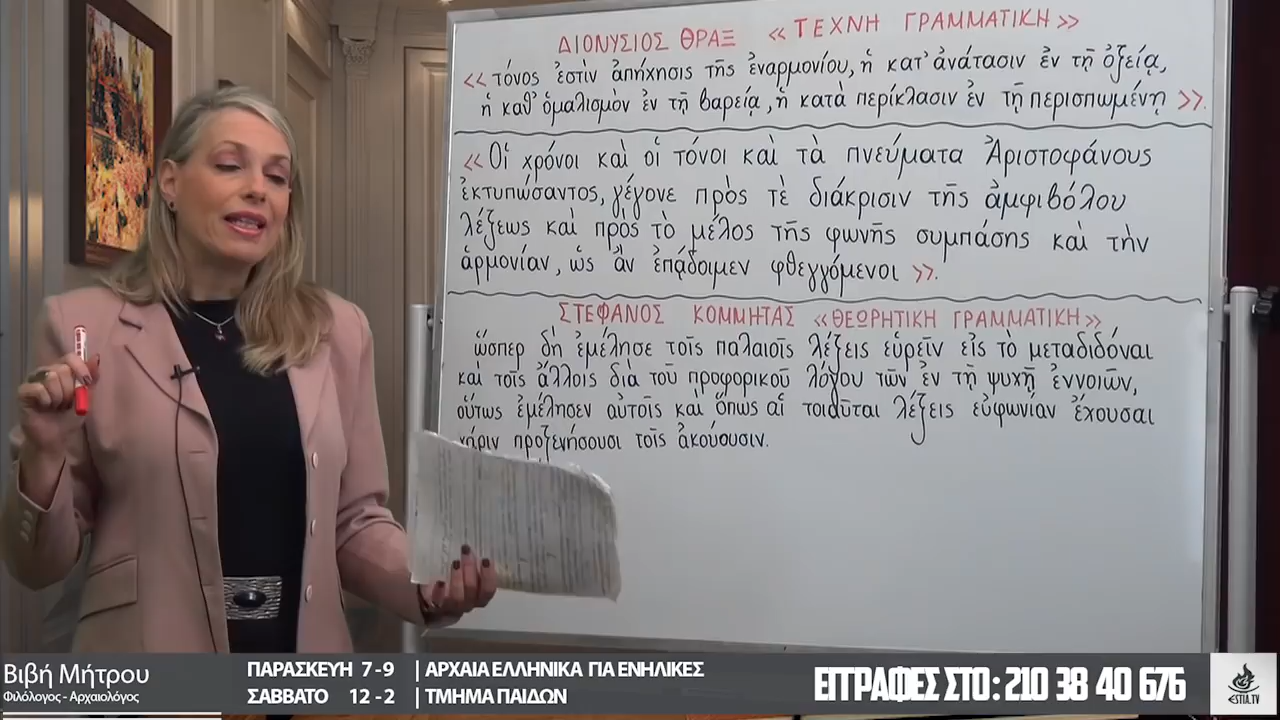 ΔΙΟΝΥΣΙΟΣ ΘΡΑΞ «ΤΕΧΝΗ ΓΡΑΜΜΑΤΙΚΗ»
«τόνος ἐστὶν ἀπήχησις τῆς ἐναρμονίου, ἡ κατ' ἀνάτασιν ἐν τῇ ὀξείᾳ,
ἡ καθ' ὁμαλισμὸν ἐν τῇ βαρείᾳ, ἡ κατὰ περίκλασιν ἐν τῇ περισπωμένῃ».
«Οἱ χρόνοι καὶ οἱ τόνοι καὶ τὰ πνεύματα Ἀριστοφάνους
ἐκτυπώσαντος, γέγονε πρὸς τὲ διάκρισιν τῆς ἀμφιβόλου
λέξεως καὶ πρὸς τὸ μέλος τῆς φωνῆς συμπάσης καὶ τὴν
ἁρμονίαν, ὡς ἂν ἐπᾴδοιμεν φθεγγόμενοι».
ΣΤΕΦΑΝΟΣ ΚΟΜΜΗΤΑΣ «ΘΕΩΡΗΤΙΚΗ ΓΡΑΜΜΑΤΙΚΗ»
ὥσπερ δὴ ἐμέλησε τοῖς παλαιοῖς λέξεις εὑρεῖν εἰς τὸ μεταδιδόναι
καὶ τοῖς ἄλλοις διὰ τοῦ προφορικοῦ λόγου τῶν ἐν τῇ ψυχῇ ἐννοιῶν,
οὕτως ἐμέλησεν αὐτοῖς καὶ ὅπως αἱ τοιαῦται λέξεις εὐφωνίαν ἔχουσαι
χάριν προξενήσουσι τοῖς ἀκούουσιν.
Βιβή Μήτρου
Φιλόλογος - Αρχαιολόγος
ΠΑΡΑΣΚΕΥΗ 7-9 | ΑΡΧΑΙΑ ΕΛΛΗΝΙΚΑ ΓΙΑ ΕΝΗΛΙΚΕΣ
ΣΑΒΒΑΤΟ 12-2 | ΤΜΗΜΑ ΠΑΙΔΩΝ
ΕΓΓΡΑΦΕΣ ΣΤΟ: 210 38 40 676
ESTIA.TV